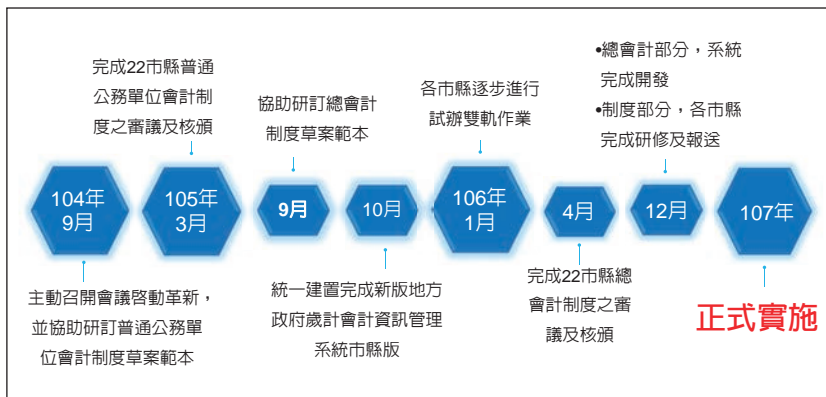 完成22市縣普通
公務單位會計制
度之審議及核頒
協助研訂總會計
制度草案範本
各市縣逐步進行
試辦雙軌作業
•總會計部分，系統
完成開發
•制度部分，各市縣
完成研修及報送
104年
9月
105年
3月
9月
10月
106年
1月
4月
12月
107年
主動召開會議啓動革新，
並協助研訂普通公務單
位會計制度草案範本
統一建置完成新版地方
政府歲計會計資訊管理
系統市縣版
完成22市縣總
會計制度之審
議及核頒
正式實施